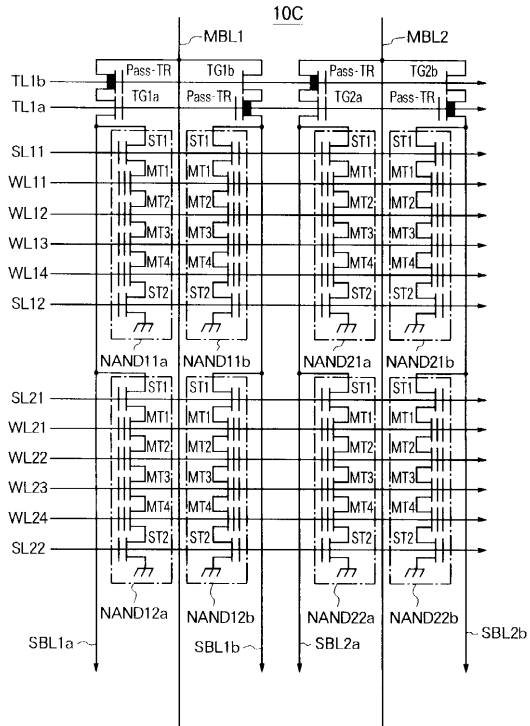 10C
MBL1 MBL2
Pass-TR TG1b Pass-TR TG2b
TL1b
TG1a Pass-TR TG2a Pass-TR
TL1a
ST1 ST1 ST1 ST1
SL11
MT1 MT1 MT1 MT1
WL11
MT2 MT2 MT2 MT2
WL12
MT3 MT3 MT3 MT3
WL13
MT4 MT4 MT4 MT4
WL14
ST2 ST2 ST2 ST2
SL12
NAND11a NAND11b NAND21a NAND21b
ST1 ST1 ST1 ST1
SL21
MT1 MT1 MT1 MT1
WL21
MT2 MT2 MT2 MT2
WL22
MT3 MT3 MT3 MT3
WL23
MT4 MT4 MT4 MT4
WL24
ST2 ST2 ST2 ST2
SL22
NAND12a NAND12b NAND22a NAND22b
SBL1a SBL1b SBL2a SBL2b